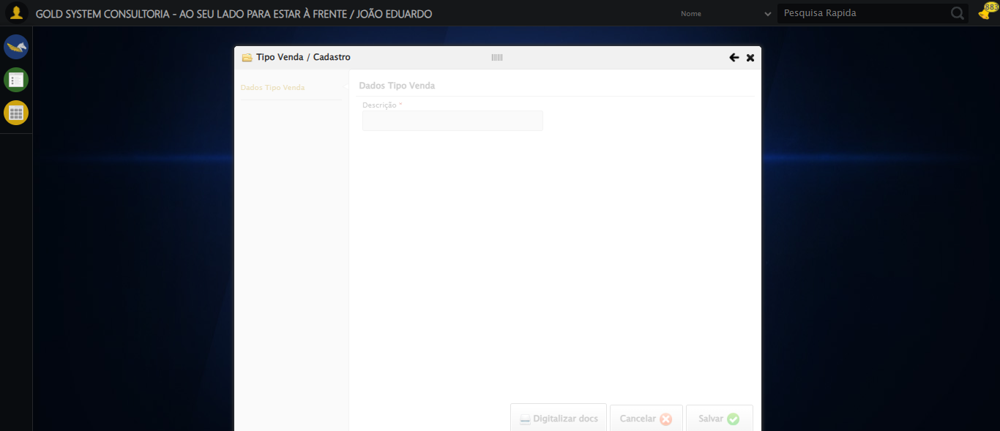 GOLD SYSTEM CONSULTORIA - AO SEU LADO PARA ESTAR À FRENTE / JOÃO EDUARDO
Nome
Pesquisa Rapida
883
Tipo Venda / Cadastro
Dados Tipo Venda
Dados Tipo Venda
Descrição *
Digitalizar docs
Cancelar
Salvar